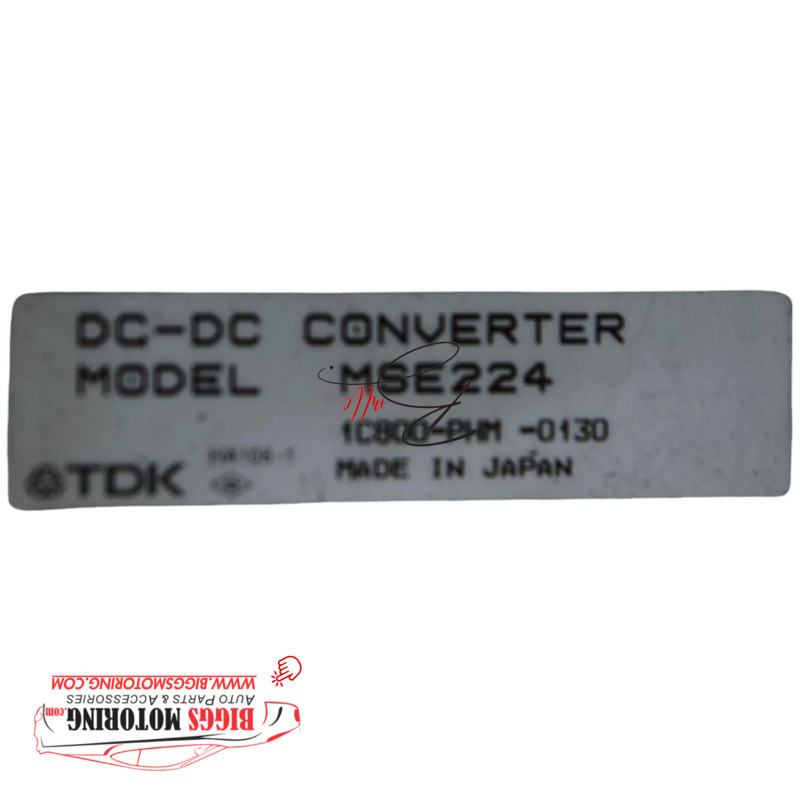 DC-DC CONVERTER
MODEL MSE224
1C800-PHM -0130
TDK
MADE IN JAPAN
BIGGS MOTORING.com
AUTO PARTS & ACCESSORIES
WWW.BIGGSMOTORING.COM